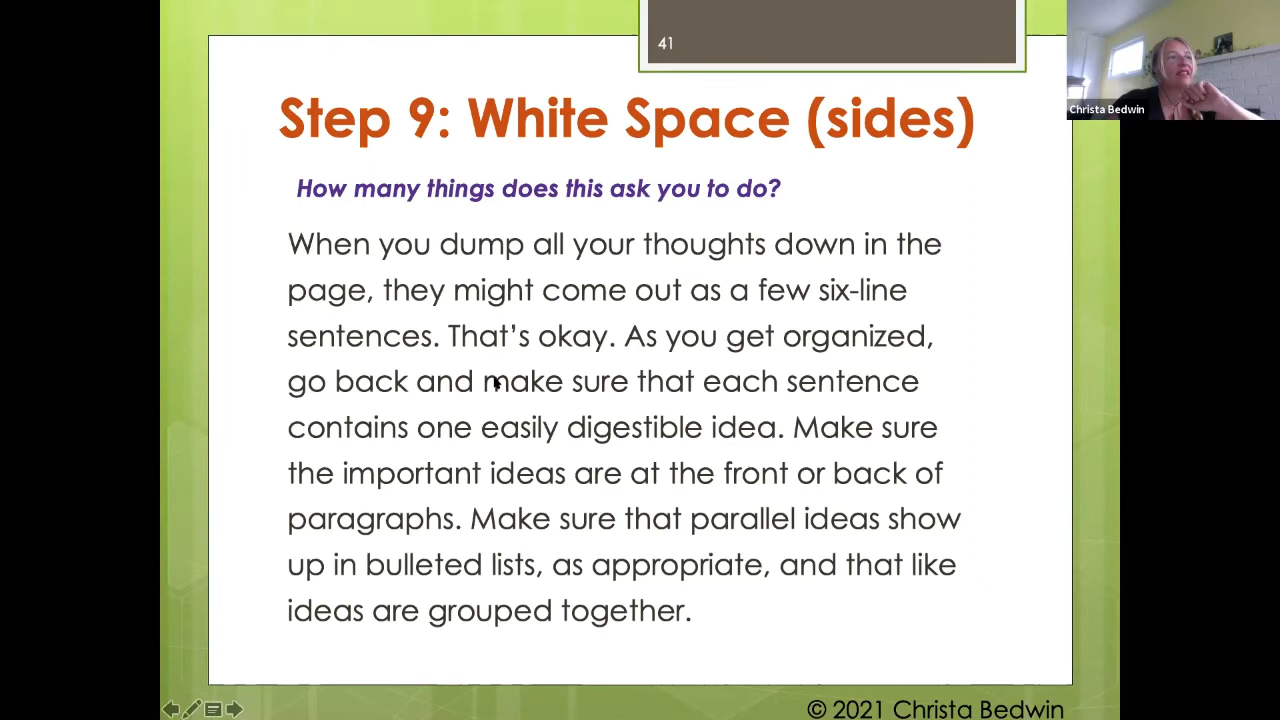 41
Christa Bedwin
Step 9: White Space (sides)
How many things does this ask you to do?
When you dump all your thoughts down in the
page, they might come out as a few six-line
sentences. That’s okay. As you get organized,
go back and make sure that each sentence
contains one easily digestible idea. Make sure
the important ideas are at the front or back of
paragraphs. Make sure that parallel ideas show
up in bulleted lists, as appropriate, and that like
ideas are grouped together.
© 2021 Christa Bedwin